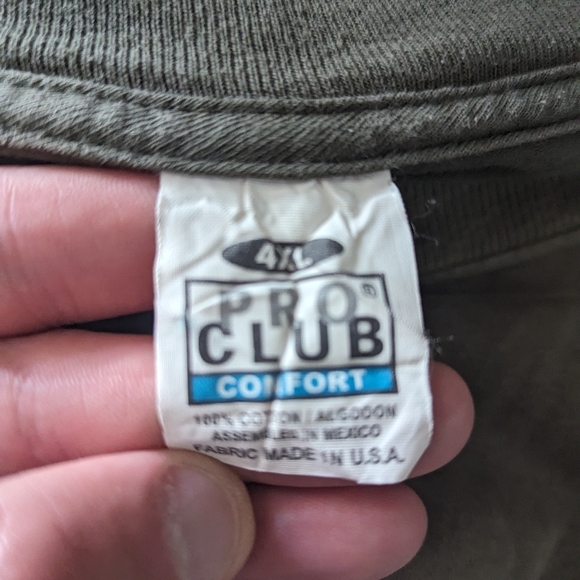 4XL
PRO®
CLUB
COMFORT
100% COTTON / ALGODON
ASSEMBLED IN MEXICO
FABRIC MADE IN U.S.A.